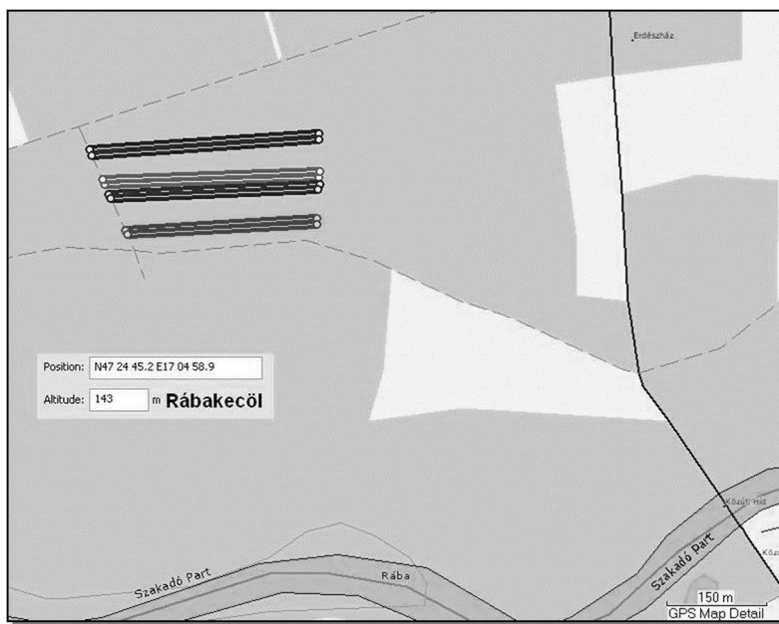 Erdészház
Position: N47 24 45.2 E17 04 58.9
Altitude: 143 m Rábakecöl
Közúti Híd
Szakadó Part
Rába
Szakadó Part
Köz
150 m
GPS Map Detail